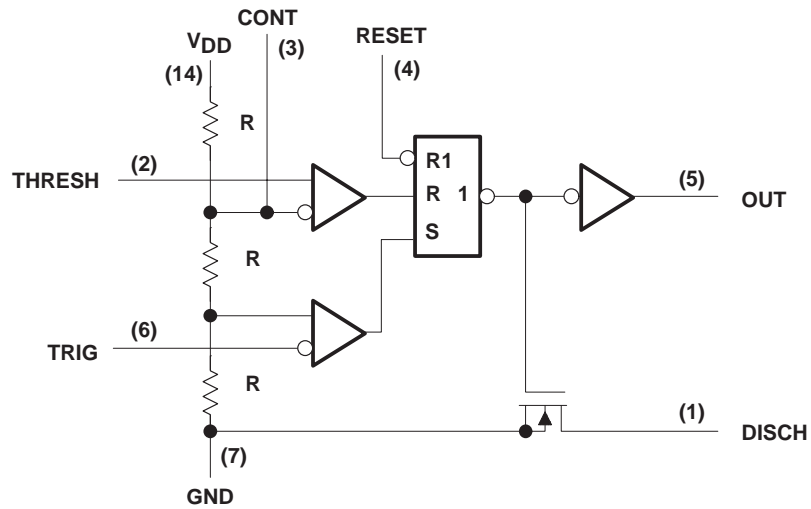 CONT
VDD
(3)
RESET
(14)
(4)
R
(2)
THRESH
R1
R 1
(5)
OUT
S
R
(6)
TRIG
R
(1)
DISCH
(7)
GND